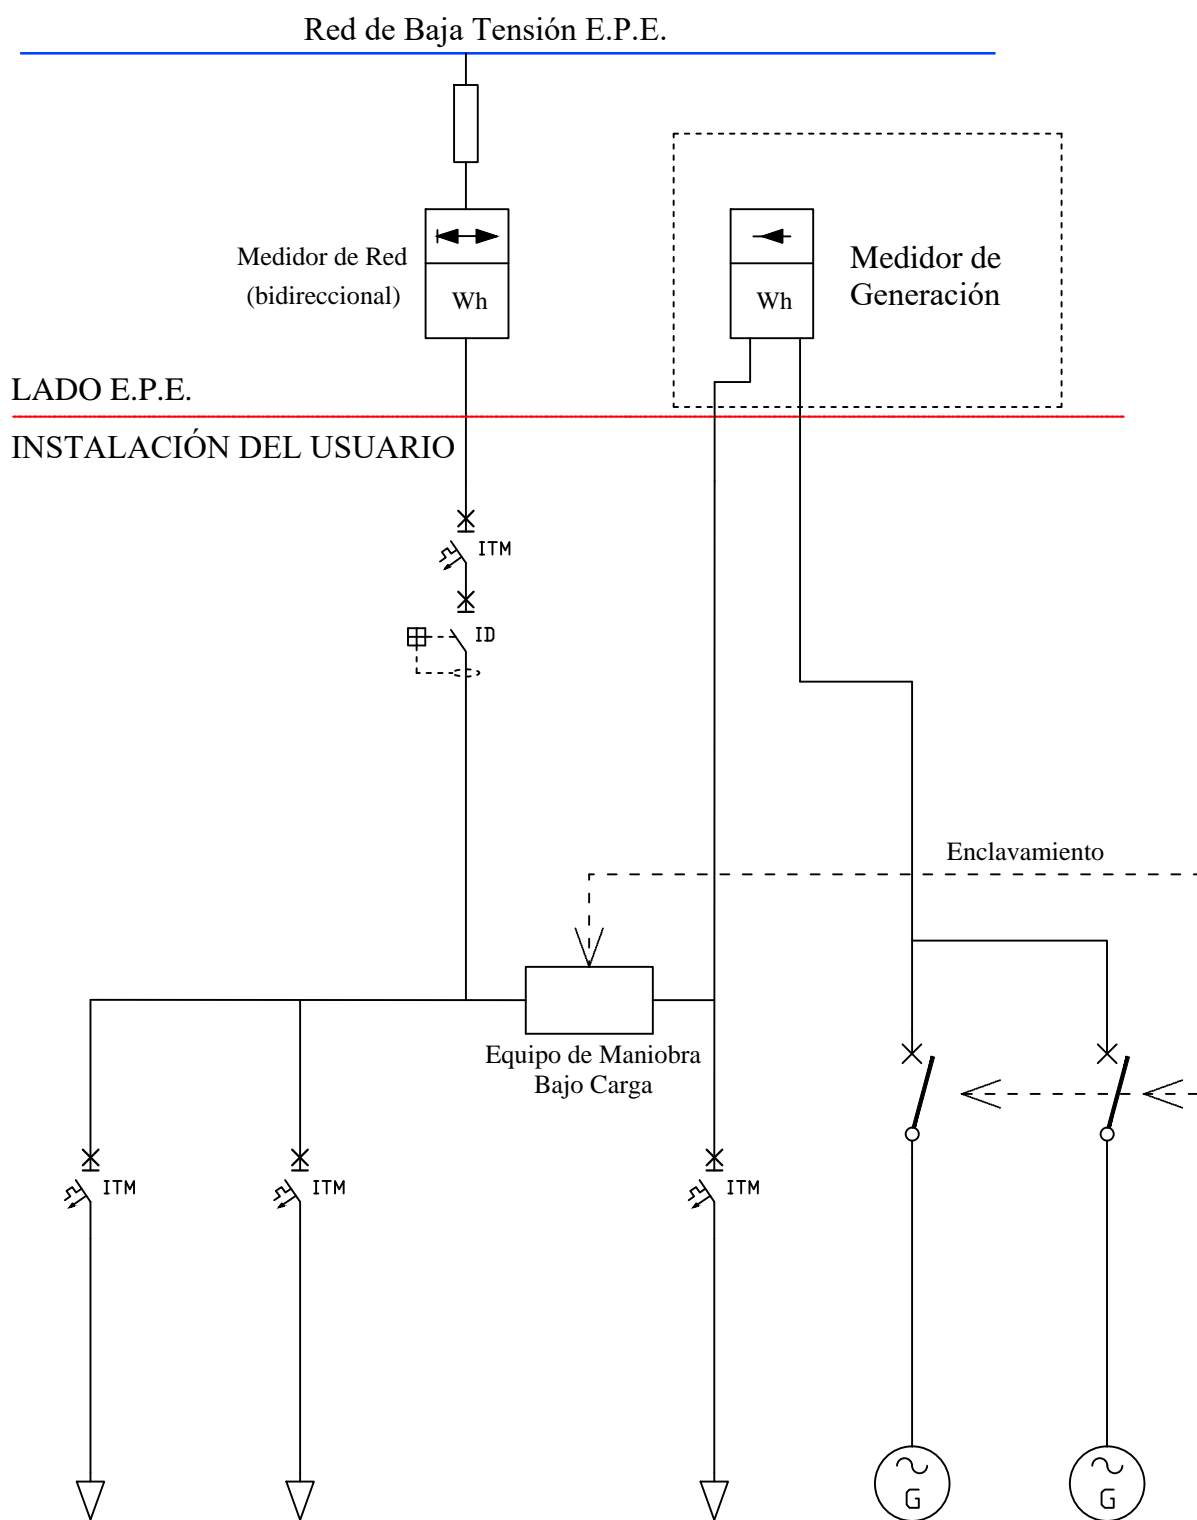 Red de Baja Tensión E.P.E.
Medidor de Red
(bidireccional)
Wh
Wh
Medidor de
Generación
LADO E.P.E.
INSTALACIÓN DEL USUARIO
ITM
ID
Enclavamiento
Equipo de Maniobra
Bajo Carga
ITM
ITM
ITM
G
G